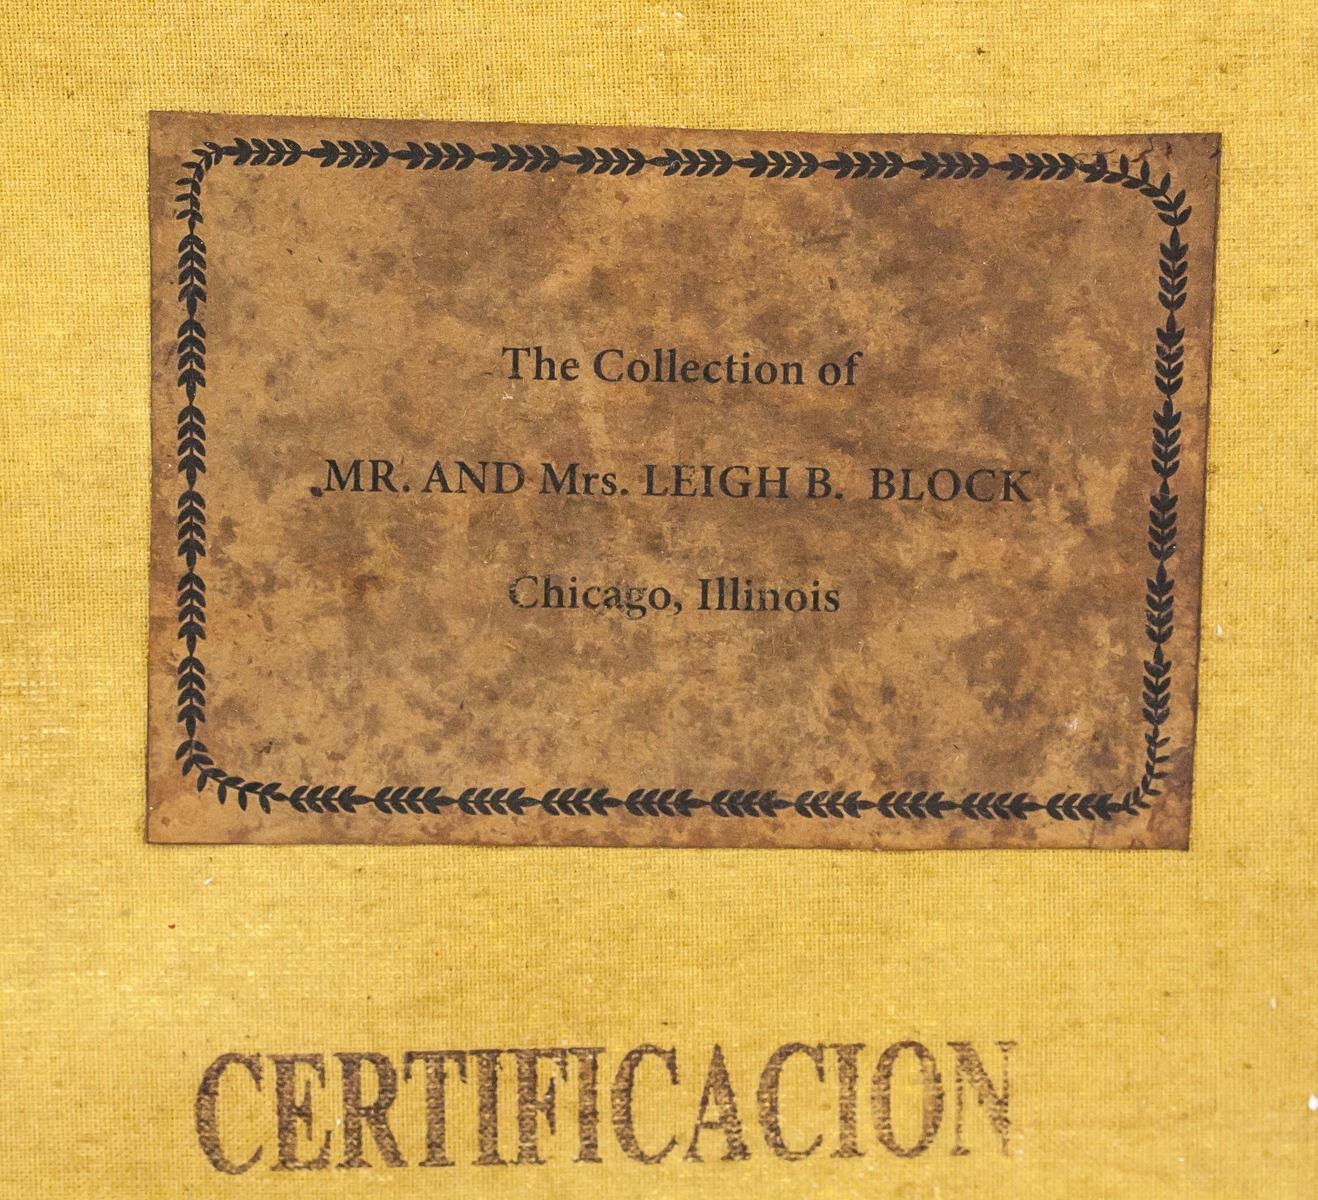 The Collection of
MR. AND Mrs. LEIGH B. BLOCK
Chicago, Illinois
CERTIFICACION